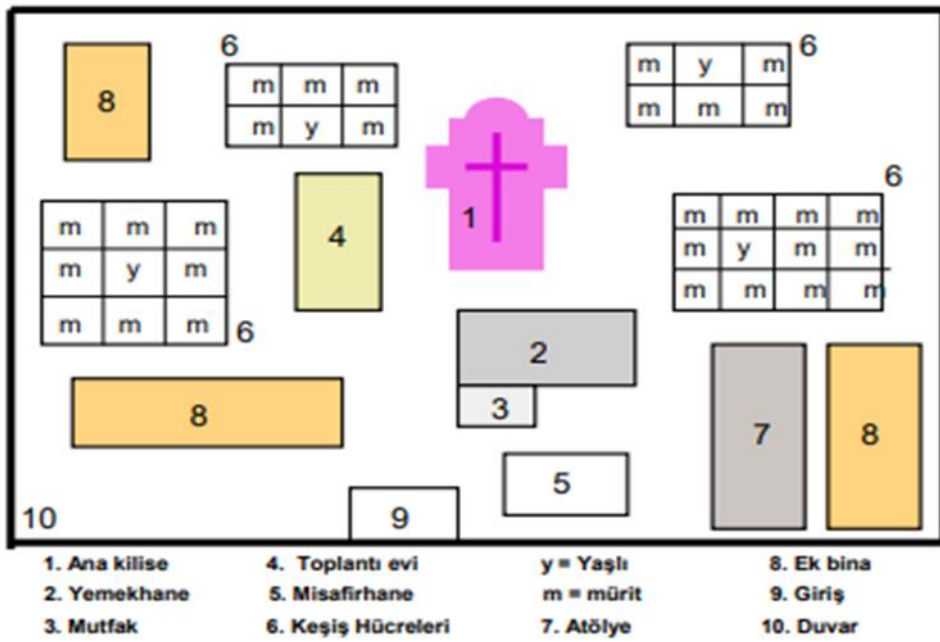 6
m m m
m y m
8
4
1
6
m y m
m m m
m m m
m y m
m m m
6
6
m m m m
m y m m
m m m m
2
3
8
7
8
5
9
10
1. Ana kilise 4. Toplantı evi y = Yaşlı 8. Ek bina
2. Yemekhane 5. Misafirhane m = mürit 9. Giriş
3. Mutfak 6. Keşiş Hücreleri 7. Atölye 10. Duvar